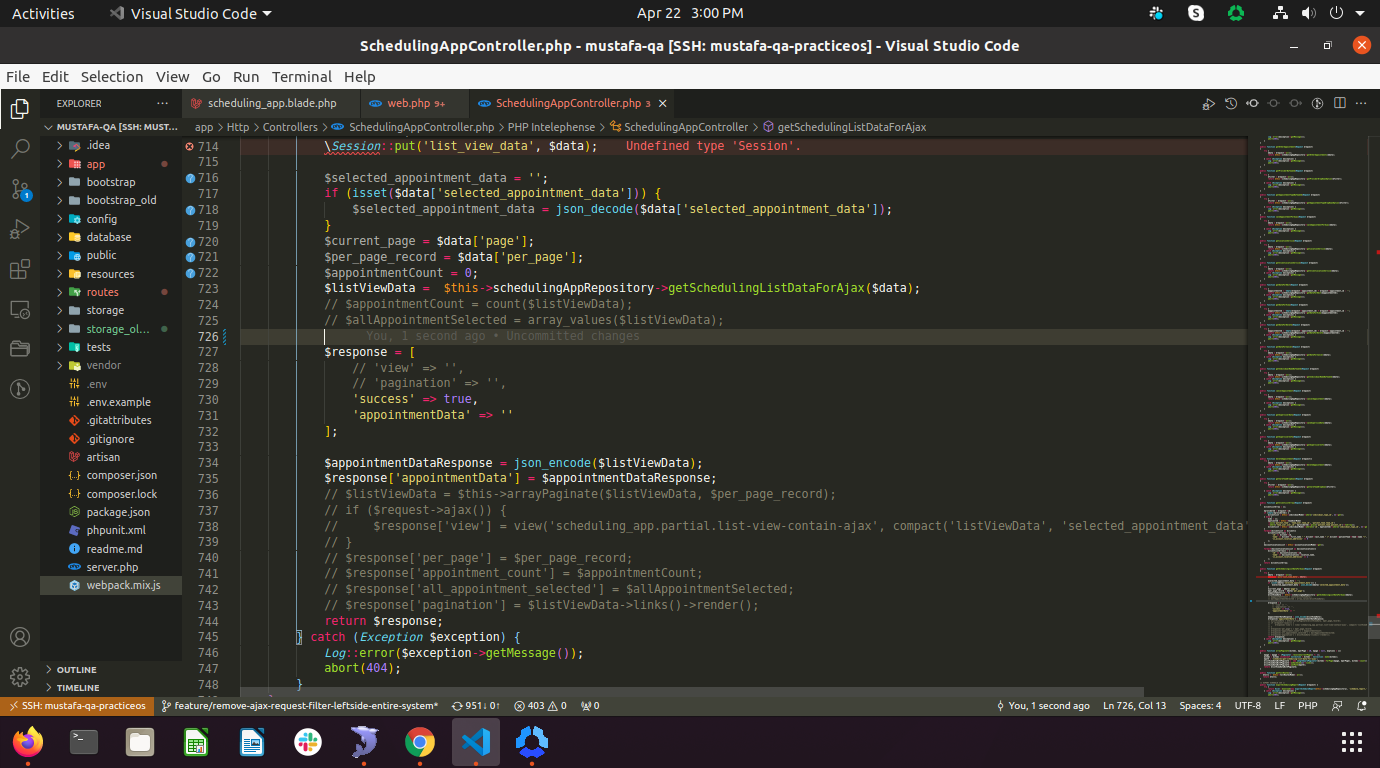 Activities Visual Studio Code Apr 22 3:00 PM
SchedulingAppController.php - mustafa-qa [SSH: mustafa-qa-practiceos] - Visual Studio Code
File Edit Selection View Go Run Terminal Help
EXPLORER ··· scheduling_app.blade.php web.php 9+ SchedulingAppController.php 3
MUSTAFA-QA [SSH: MUST... app > Http > Controllers > SchedulingAppController.php > PHP Intelephense > SchedulingAppController > getSchedulingListDataForAjax
.idea
app
bootstrap
bootstrap_old
config
database
public
resources
routes
storage
storage_ol...
tests
vendor
.env
.env.example
.gitattributes
.gitignore
artisan
composer.json
composer.lock
package.json
phpunit.xml
readme.md
server.php
webpack.mix.js
OUTLINE
TIMELINE
1
714 \Session::put('list_view_data', $data); Undefined type 'Session'.
715
716 $selected_appointment_data = '';
717 if (isset($data['selected_appointment_data'])) {
718 $selected_appointment_data = json_decode($data['selected_appointment_data']);
719 }
720 $current_page = $data['page'];
721 $per_page_record = $data['per_page'];
722 $appointmentCount = 0;
723 $listViewData = $this->schedulingAppRepository->getSchedulingListDataForAjax($data);
724 // $appointmentCount = count($listViewData);
725 // $allAppointmentSelected = array_values($listViewData);
726 You, 1 second ago • Uncommitted changes
727 $response = [
728 // 'view' => '',
729 // 'pagination' => '',
730 'success' => true,
731 'appointmentData' => ''
732 ];
733
734 $appointmentDataResponse = json_encode($listViewData);
735 $response['appointmentData'] = $appointmentDataResponse;
736 // $listViewData = $this->arrayPaginate($listViewData, $per_page_record);
737 // if ($request->ajax()) {
738 // $response['view'] = view('scheduling_app.partial.list-view-contain-ajax', compact('listViewData', 'selected_appointment_data'
739 // }
740 // $response['per_page'] = $per_page_record;
741 // $response['appointment_count'] = $appointmentCount;
742 // $response['all_appointment_selected'] = $allAppointmentSelected;
743 // $response['pagination'] = $listViewData->links()->render();
744 return $response;
745 } catch (Exception $exception) {
746 Log::error($exception->getMessage());
747 abort(404);
748 }
SSH: mustafa-qa-practiceos feature/remove-ajax-request-filter-leftside-entire-system* 951↓ 0↑ 403 0 0 You, 1 second ago Ln 726, Col 13 Spaces: 4 UTF-8 LF PHP